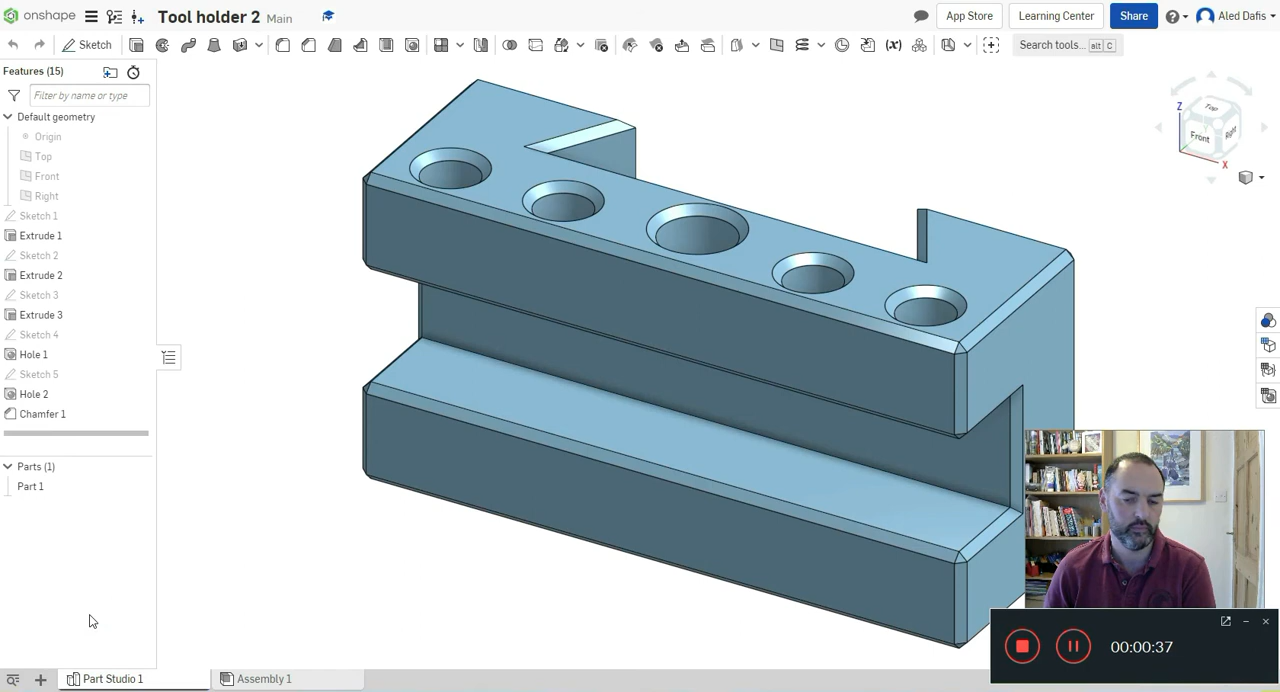 onshape Tool holder 2 Main App Store Learning Center Share Aled Dafis
Sketch (x) Search tools... alt C
Features (15)
Filter by name or type
Default geometry
Origin
Top
Front
Right
Sketch 1
Extrude 1
Sketch 2
Extrude 2
Sketch 3
Extrude 3
Sketch 4
Hole 1
Sketch 5
Hole 2
Chamfer 1
Parts (1)
Part 1
Z
Top
Front
Right
X
00:00:37
Part Studio 1 Assembly 1